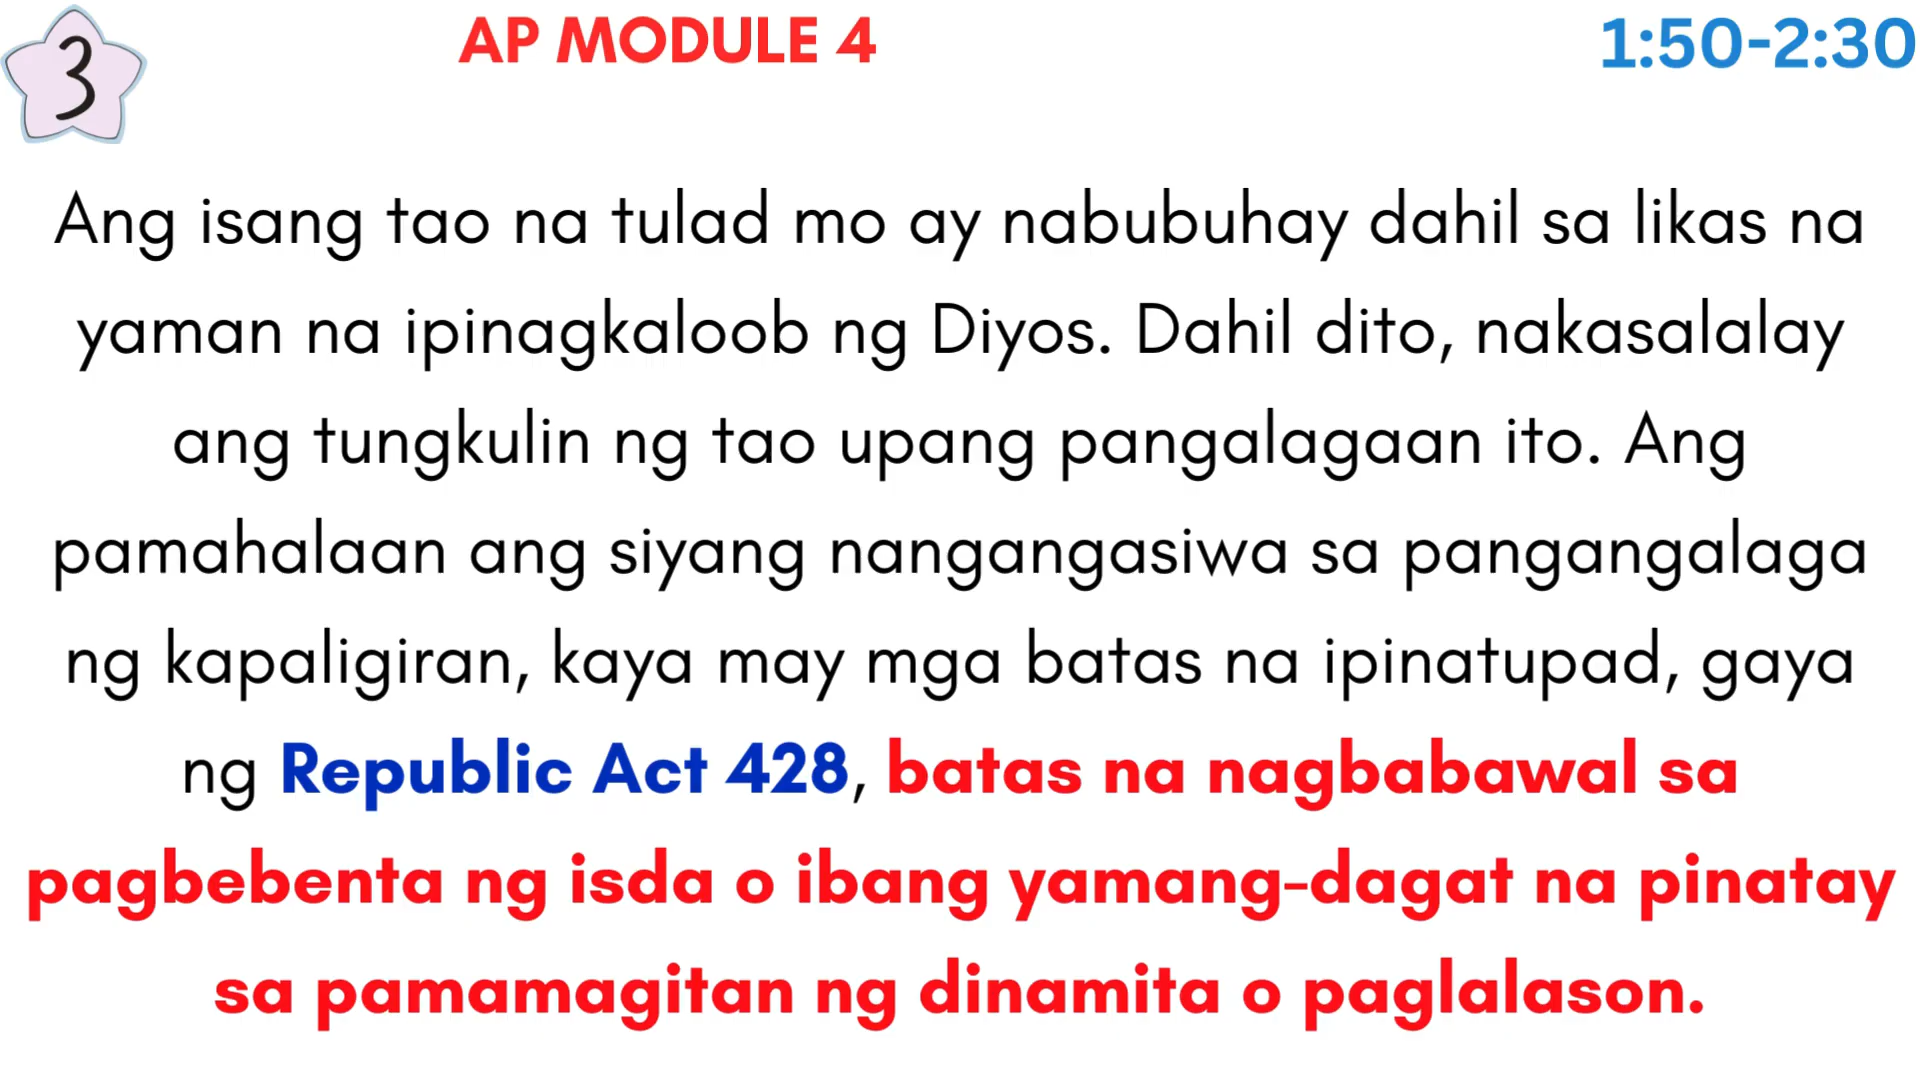 3
AP MODULE 4
1:50-2:30
Ang isang tao na tulad mo ay nabubuhay dahil sa likas na
yaman na ipinagkaloob ng Diyos. Dahil dito, nakasalalay
ang tungkulin ng tao upang pangalagaan ito. Ang
pamahalaan ang siyang nangangasiwa sa pangangalaga
ng kapaligiran, kaya may mga batas na ipinatupad, gaya
ng Republic Act 428, batas na nagbabawal sa
pagbebenta ng isda o ibang yamang-dagat na pinatay
sa pamamagitan ng dinamita o paglalason.